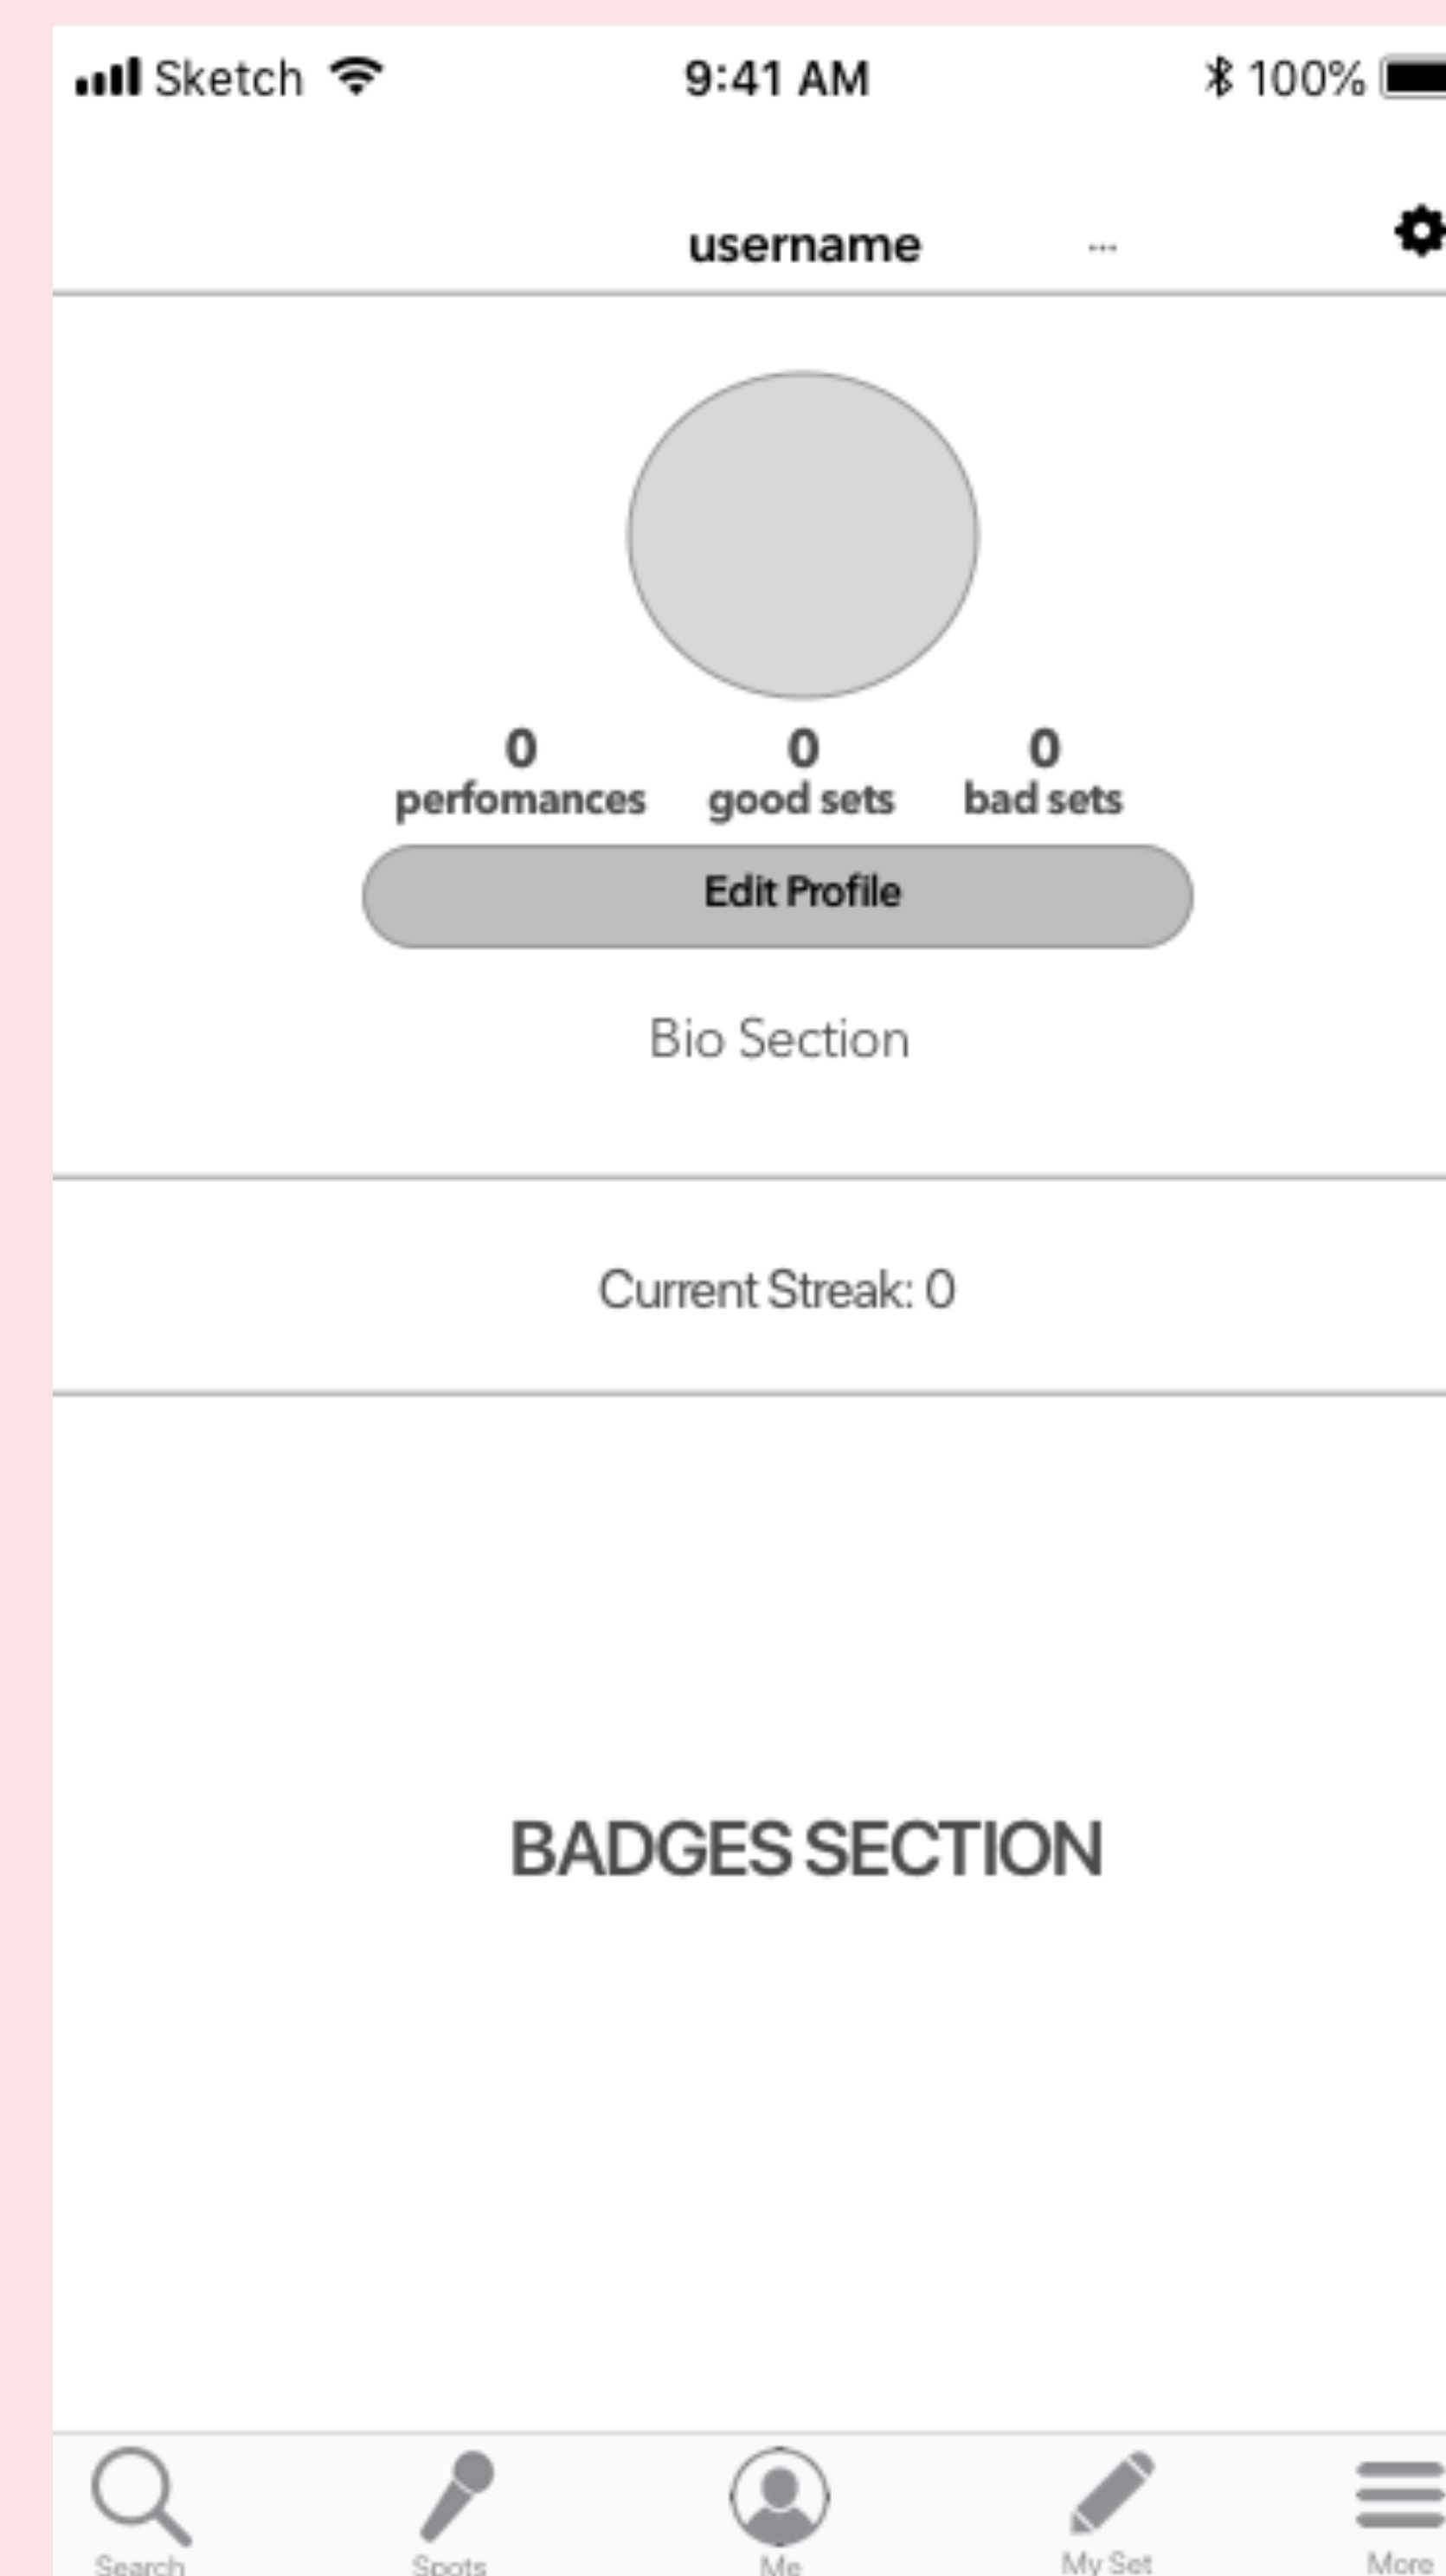 Sketch 9:41 AM 100%
username ...
0 0 0
perfomances good sets bad sets
Edit Profile
Bio Section
Current Streak: 0
BADGES SECTION
Search Spots Me My Set More